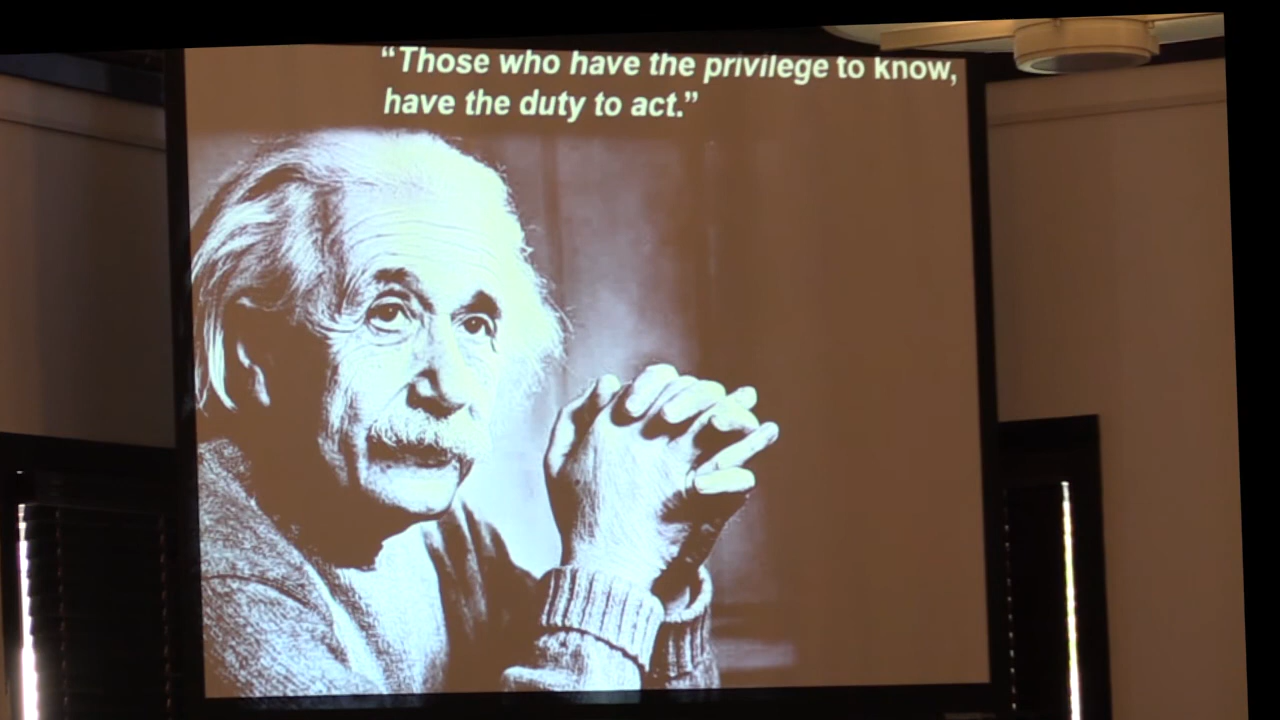 “Those who have the privilege to know,
have the duty to act.”